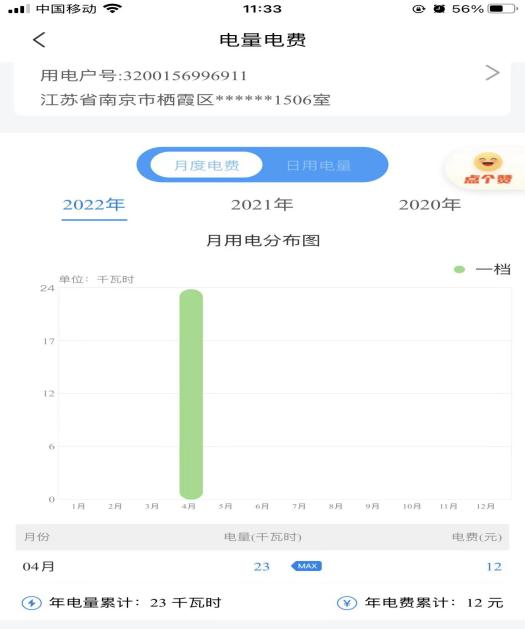 中国移动 11:33 56%
电量电费
用电户号:3200156996911
江苏省南京市栖霞区******1506室
月度电费 日用电量
点个赞
2022年 2021年 2020年
月用电分布图
一档
单位: 千瓦时
24
17
12
6
0
1月 2月 3月 4月 5月 6月 7月 8月 9月 10月 11月 12月
月份 电量(千瓦时) 电费(元)
04月 23 MAX 12
年电量累计: 23 千瓦时 年电费累计: 12 元